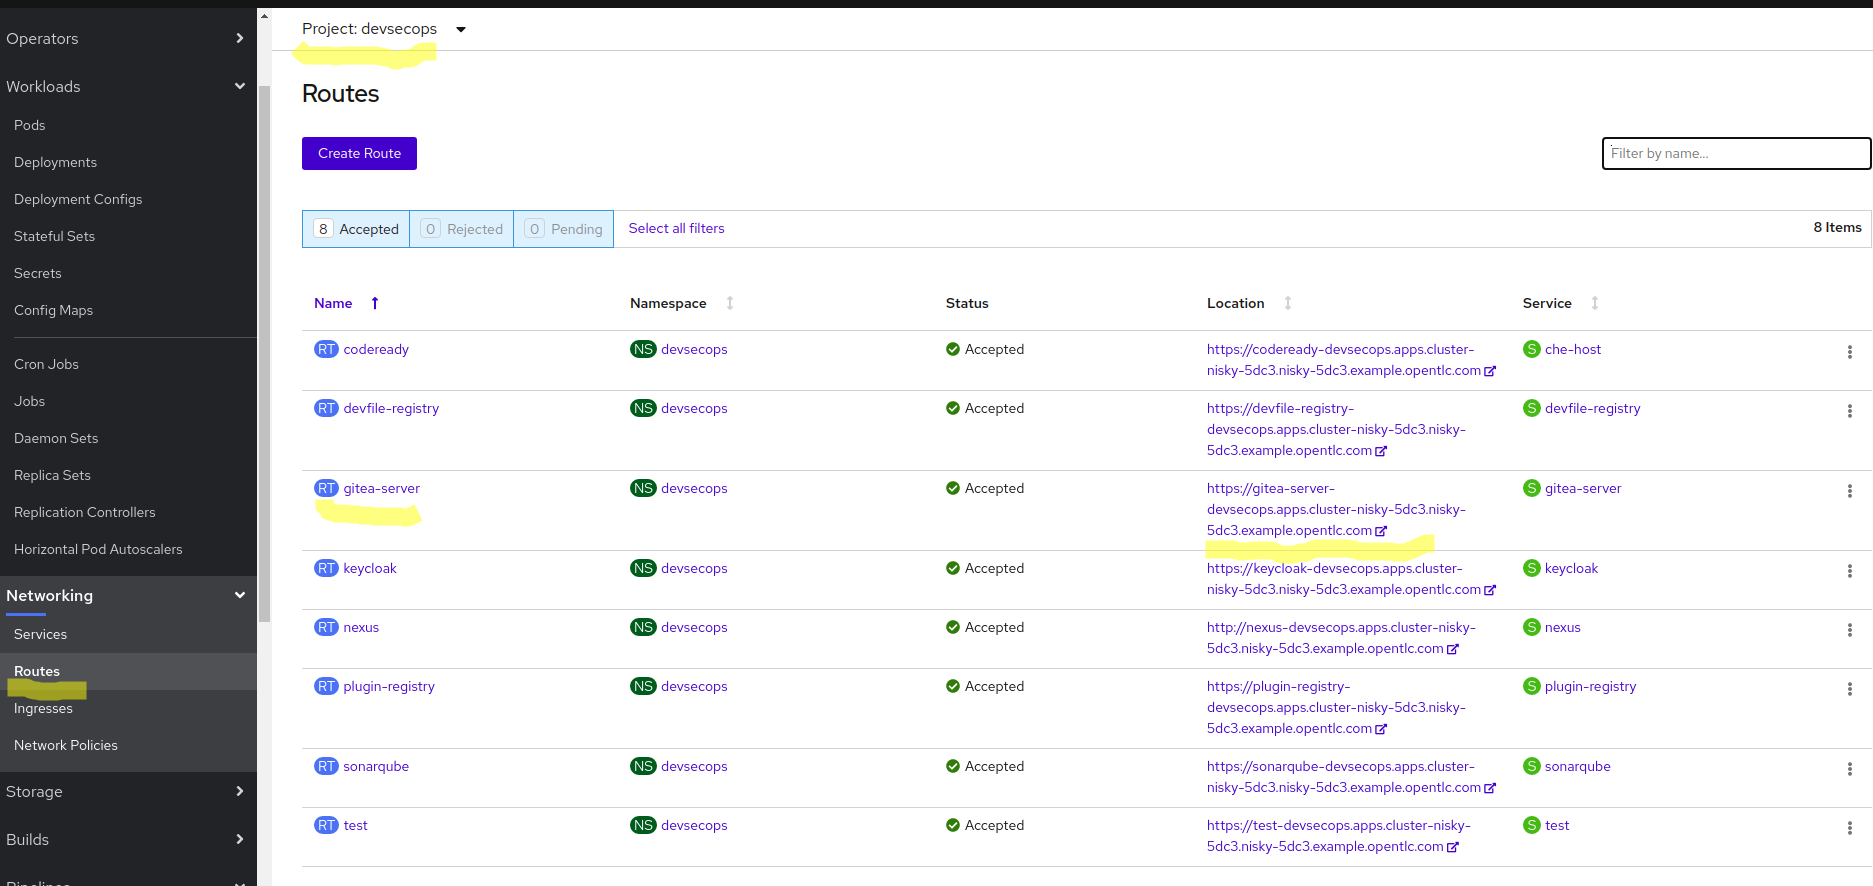 Project: devsecops
Operators
Workloads
Pods
Deployments
Deployment Configs
Stateful Sets
Secrets
Config Maps
Cron Jobs
Jobs
Daemon Sets
Replica Sets
Replication Controllers
Horizontal Pod Autoscalers
Networking
Services
Routes
Ingresses
Network Policies
Storage
Builds
Pipelines
Routes
Create Route
Filter by name...
8 Accepted 0 Rejected 0 Pending Select all filters 8 Items
Name Namespace Status Location Service
RT codeready NS devsecops Accepted https://codeready-devsecops.apps.cluster- S che-host
nisky-5dc3.nisky-5dc3.example.opentlc.com
RT devfile-registry NS devsecops Accepted https://devfile-registry- S devfile-registry
devsecops.apps.cluster-nisky-5dc3.nisky-
5dc3.example.opentlc.com
RT gitea-server NS devsecops Accepted https://gitea-server- S gitea-server
devsecops.apps.cluster-nisky-5dc3.nisky-
5dc3.example.opentlc.com
RT keycloak NS devsecops Accepted https://keycloak-devsecops.apps.cluster- S keycloak
nisky-5dc3.nisky-5dc3.example.opentlc.com
RT nexus NS devsecops Accepted http://nexus-devsecops.apps.cluster-nisky- S nexus
5dc3.nisky-5dc3.example.opentlc.com
RT plugin-registry NS devsecops Accepted https://plugin-registry- S plugin-registry
devsecops.apps.cluster-nisky-5dc3.nisky-
5dc3.example.opentlc.com
RT sonarqube NS devsecops Accepted https://sonarqube-devsecops.apps.cluster- S sonarqube
nisky-5dc3.nisky-5dc3.example.opentlc.com
RT test NS devsecops Accepted https://test-devsecops.apps.cluster-nisky- S test
5dc3.nisky-5dc3.example.opentlc.com